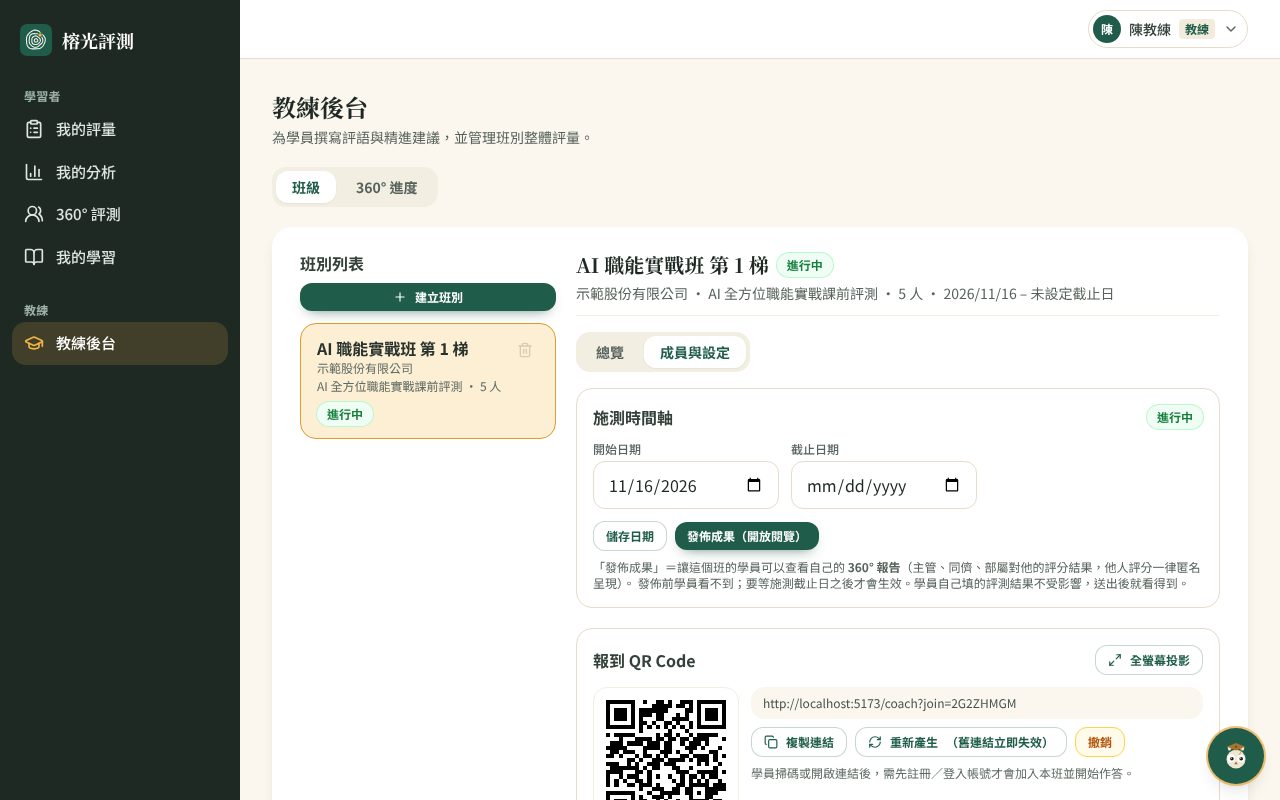 榕光評測
學習者
我的評量
我的分析
360° 評測
我的學習
教練
教練後台
陳
陳教練
教練
教練後台
為學員撰寫評語與精進建議，並管理班別整體評量。
班級
360° 進度
班別列表
＋ 建立班別
AI 職能實戰班 第 1 梯
示範股份有限公司
AI 全方位職能實戰課前評測 · 5 人
進行中
AI 職能實戰班 第 1 梯
進行中
示範股份有限公司 · AI 全方位職能實戰課前評測 · 5 人 · 2026/11/16 – 未設定截止日
總覽
成員與設定
施測時間軸
進行中
開始日期
截止日期
11/16/2026
mm/dd/yyyy
儲存日期
發佈成果（開放閱覽）
「發佈成果」＝讓這個班的學員可以查看自己的 360° 報告（主管、同儕、部屬對他的評分結果，他人評分一律匿名
呈現）。 發佈前學員看不到；要等施測截止日之後才會生效。學員自己填的評測結果不受影響，送出後就看得到。
報到 QR Code
全螢幕投影
http://localhost:5173/coach?join=2G2ZHMGM
複製連結
重新產生 （舊連結立即失效）
撤銷
學員掃碼或開啟連結後，需先註冊／登入帳號才會加入本班並開始作答。